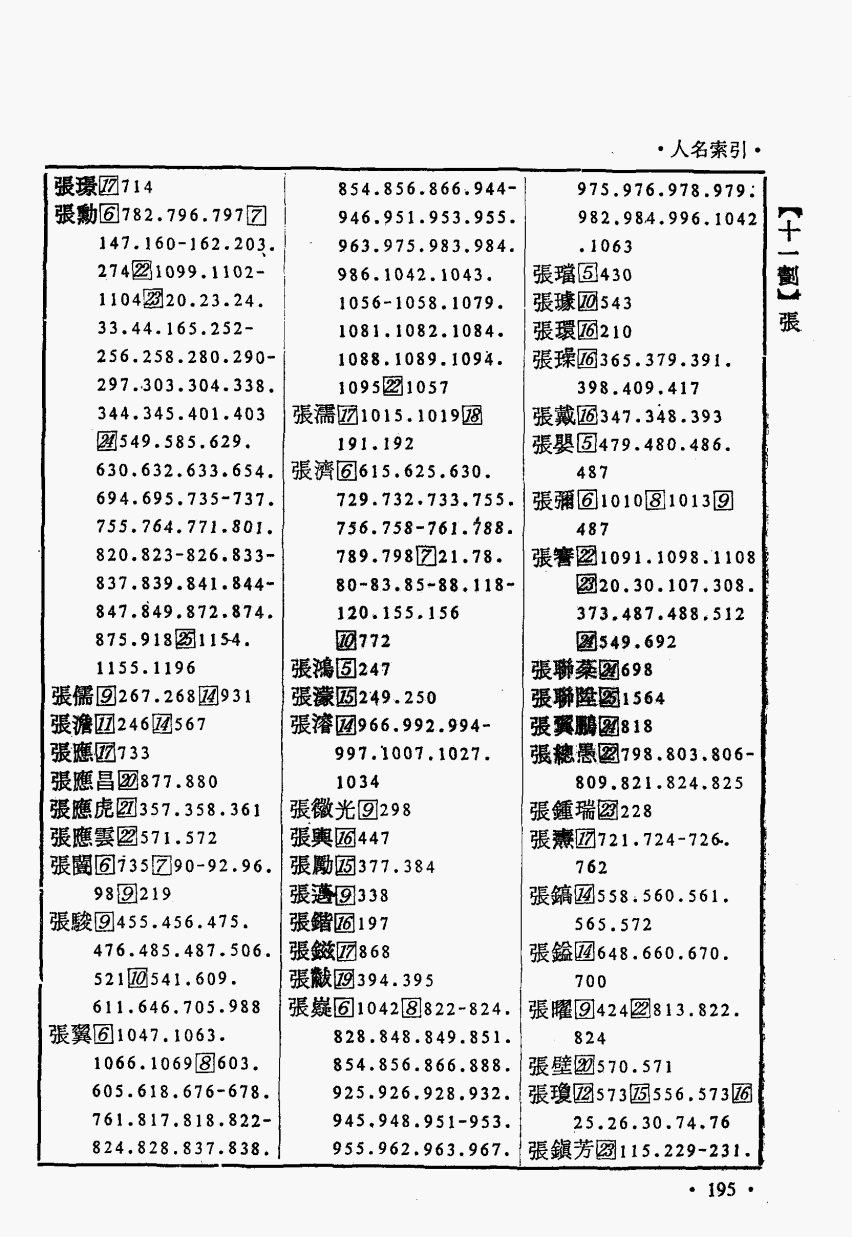 •人名索引•
【十一劃】張
張璟[17]714
張勳[6]782.796.797[7]
147.160-162.203.
274[22]1099.1102-
1104[23]20.23.24.
33.44.165.252-
256.258.280.290-
297.303.304.338.
344.345.401.403
[24]549.585.629.
630.632.633.654.
694.695.735-737.
755.764.771.801.
820.823-826.833-
837.839.841.844-
847.849.872.874.
875.918[25]1154.
1155.1196
張儒[9]267.268[14]931
張澹[11]246[14]567
張應[17]733
張應昌[20]877.880
張應虎[21]357.358.361
張應雲[22]571.572
張闓[6]735[7]90-92.96.
98[9]219
張駿[9]455.456.475.
476.485.487.506.
521[10]541.609.
611.646.705.988
張翼[6]1047.1063.
1066.1069[8]603.
605.618.676-678.
761.817.818.822-
824.828.837.838.
854.856.866.944-
946.951.953.955.
963.975.983.984.
986.1042.1043.
1056-1058.1079.
1081.1082.1084.
1088.1089.1094.
1095[22]1057
張濡[17]1015.1019[18]
191.192
張濟[6]615.625.630.
729.732.733.755.
756.758-761.788.
789.798[7]21.78.
80-83.85-88.118-
120.155.156
[10]772
張鴻[5]247
張濛[15]249.250
張濬[14]966.992.994-
997.1007.1027.
1034
張徽光[9]298
張輿[16]447
張勵[15]377.384
張邁[9]338
張鍇[16]197
張鎡[17]868
張黻[19]394.395
張嶷[6]1042[8]822-824.
828.848.849.851.
854.856.866.888.
925.926.928.932.
945.948.951-953.
955.962.963.967.
975.976.978.979.
982.984.996.1042
.1063
張璫[5]430
張璩[10]543
張環[16]210
張璪[16]365.379.391.
398.409.417
張戴[16]347.348.393
張嬰[5]479.480.486.
487
張彌[6]1010[8]1013[9]
487
張謇[22]1091.1098.1108
[23]20.30.107.308.
373.487.488.512
[24]549.692
張聯棻[24]698
張聯陞[25]1564
張翼鵬[24]818
張總愚[22]798.803.806-
809.821.824.825
張鍾瑞[23]228
張燾[17]721.724-726.
762
張鎬[14]558.560.561.
565.572
張鎰[14]648.660.670.
700
張曜[9]424[22]813.822.
824
張壁[20]570.571
張瓊[12]573[15]556.573[16]
25.26.30.74.76
張鎮芳[23]115.229-231.
• 195 •